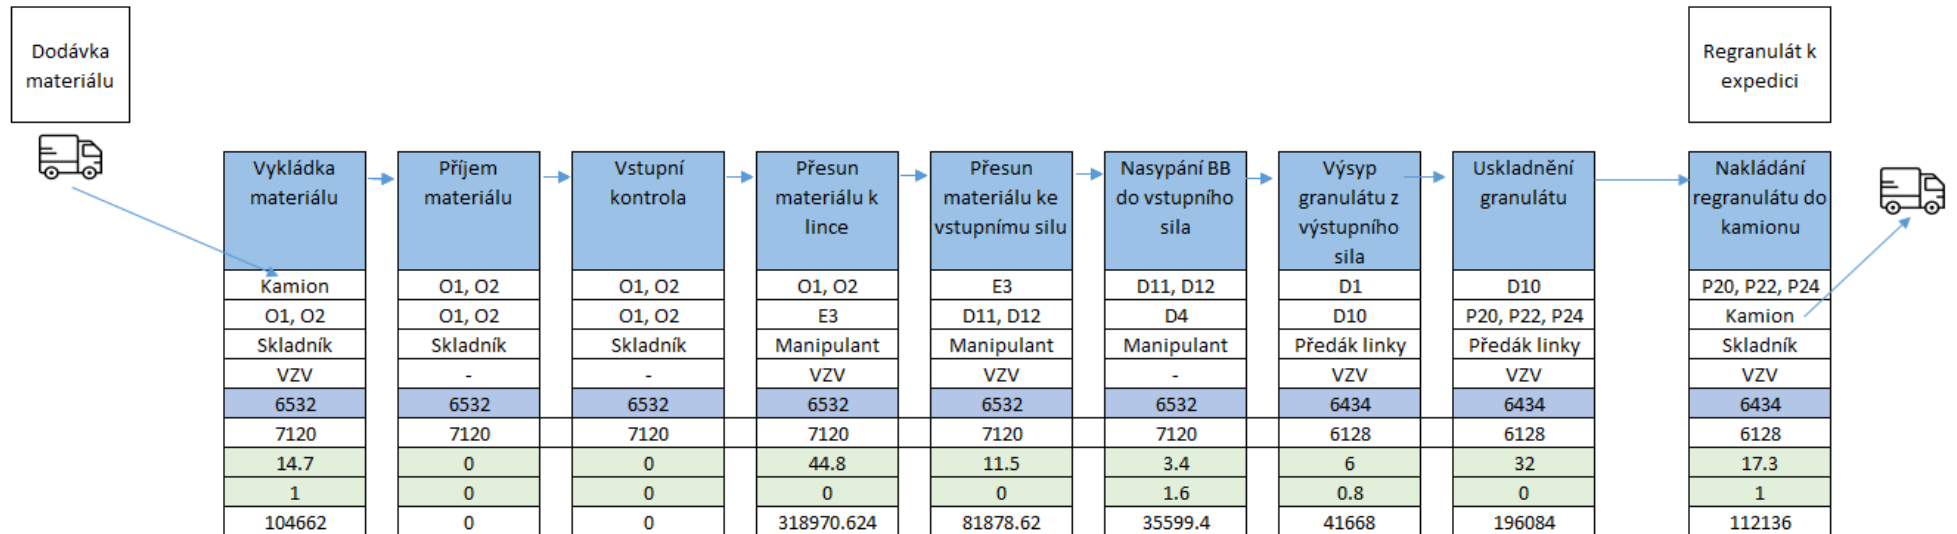 Dodávka
materiálu
Regranulát k
expedici
Vykládka
materiálu
Příjem
materiálu
Vstupní
kontrola
Přesun
materiálu k
lince
Přesun
materiálu ke
vstupnímu silu
Nasypání BB
do vstupního
sila
Výsyp
granulátu z
výstupního
sila
Uskladnění
granulátu
Nakládání
regranulátu do
kamionu
Kamion O1, O2 O1, O2 O1, O2 E3 D11, D12 D1 D10 P20, P22, P24
O1, O2 O1, O2 O1, O2 E3 D11, D12 D4 D10 P20, P22, P24 Kamion
Skladník Skladník Skladník Manipulant Manipulant Manipulant Předák linky Předák linky Skladník
VZV - - VZV VZV - VZV VZV VZV
6532 6532 6532 6532 6532 6532 6434 6434 6434
7120 7120 7120 7120 7120 7120 6128 6128 6128
14.7 0 0 44.8 11.5 3.4 6 32 17.3
1 0 0 0 0 1.6 0.8 0 1
104662 0 0 318970.624 81878.62 35599.4 41668 196084 112136